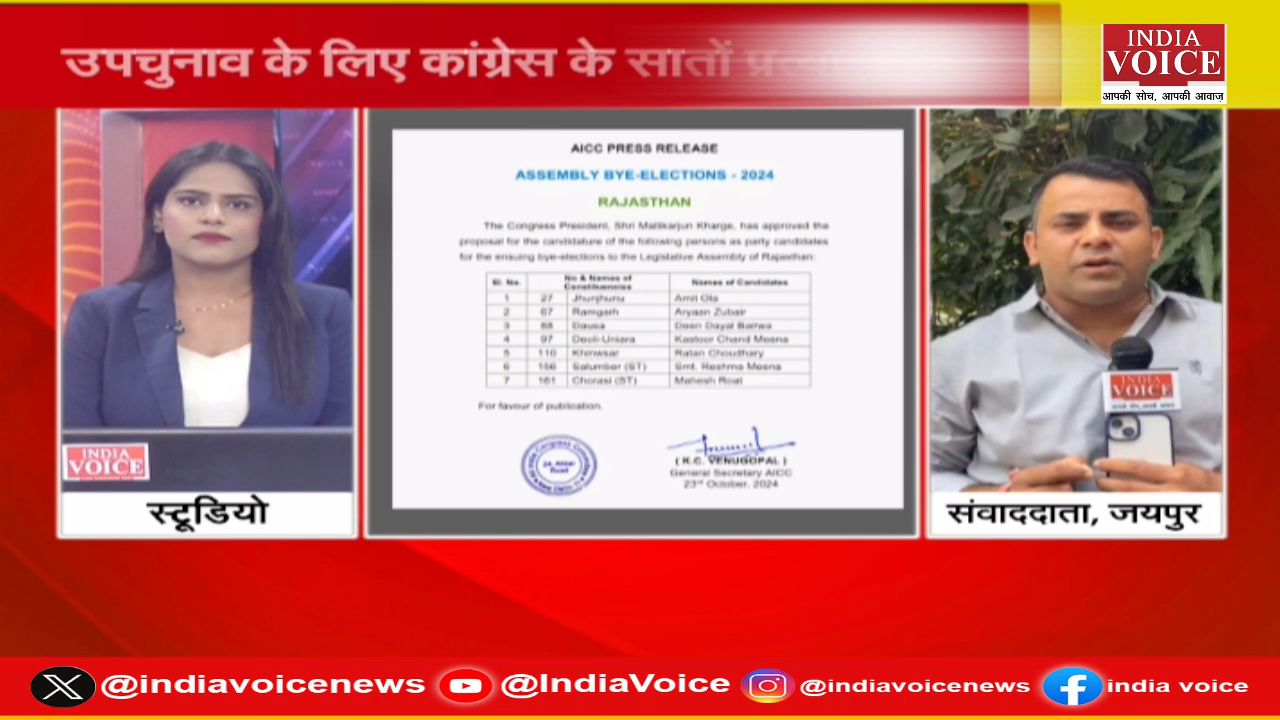 उपचुनाव के लिए कांग्रेस के सातों
INDIA
VOICE
आपकी सोच, आपकी आवाज़
AICC PRESS RELEASE
ASSEMBLY BYE-ELECTIONS - 2024
RAJASTHAN
The Congress President, Shri Mallikarjun Kharge, has approved the
proposal for the candidature of the following persons as party candidates
for the ensuing bye-elections to the Legislative Assembly of Rajasthan:
Sl. No. No & Names of Constituencies Names of Candidates
1 27 Jhunjhunu Amit Ola
2 67 Ramgarh Aryaan Zubair
3 88 Dausa Deen Dayal Bairwa
4 97 Deoli-Uniara Kastoor Chand Meena
5 110 Khinwsar Ratan Choudhary
6 156 Salumber (ST) Smt. Reshma Meena
7 161 Chorasi (ST) Mahesh Roat
For favour of publication.
24, Akbar
Road
( K.C. VENUGOPAL )
General Secretary AICC
23rd October, 2024
INDIA
VOICE
INDIA
VOICE
स्टूडियो
संवाददाता, जयपुर
@indiavoicenews @IndiaVoice @indiavoicenews india voice